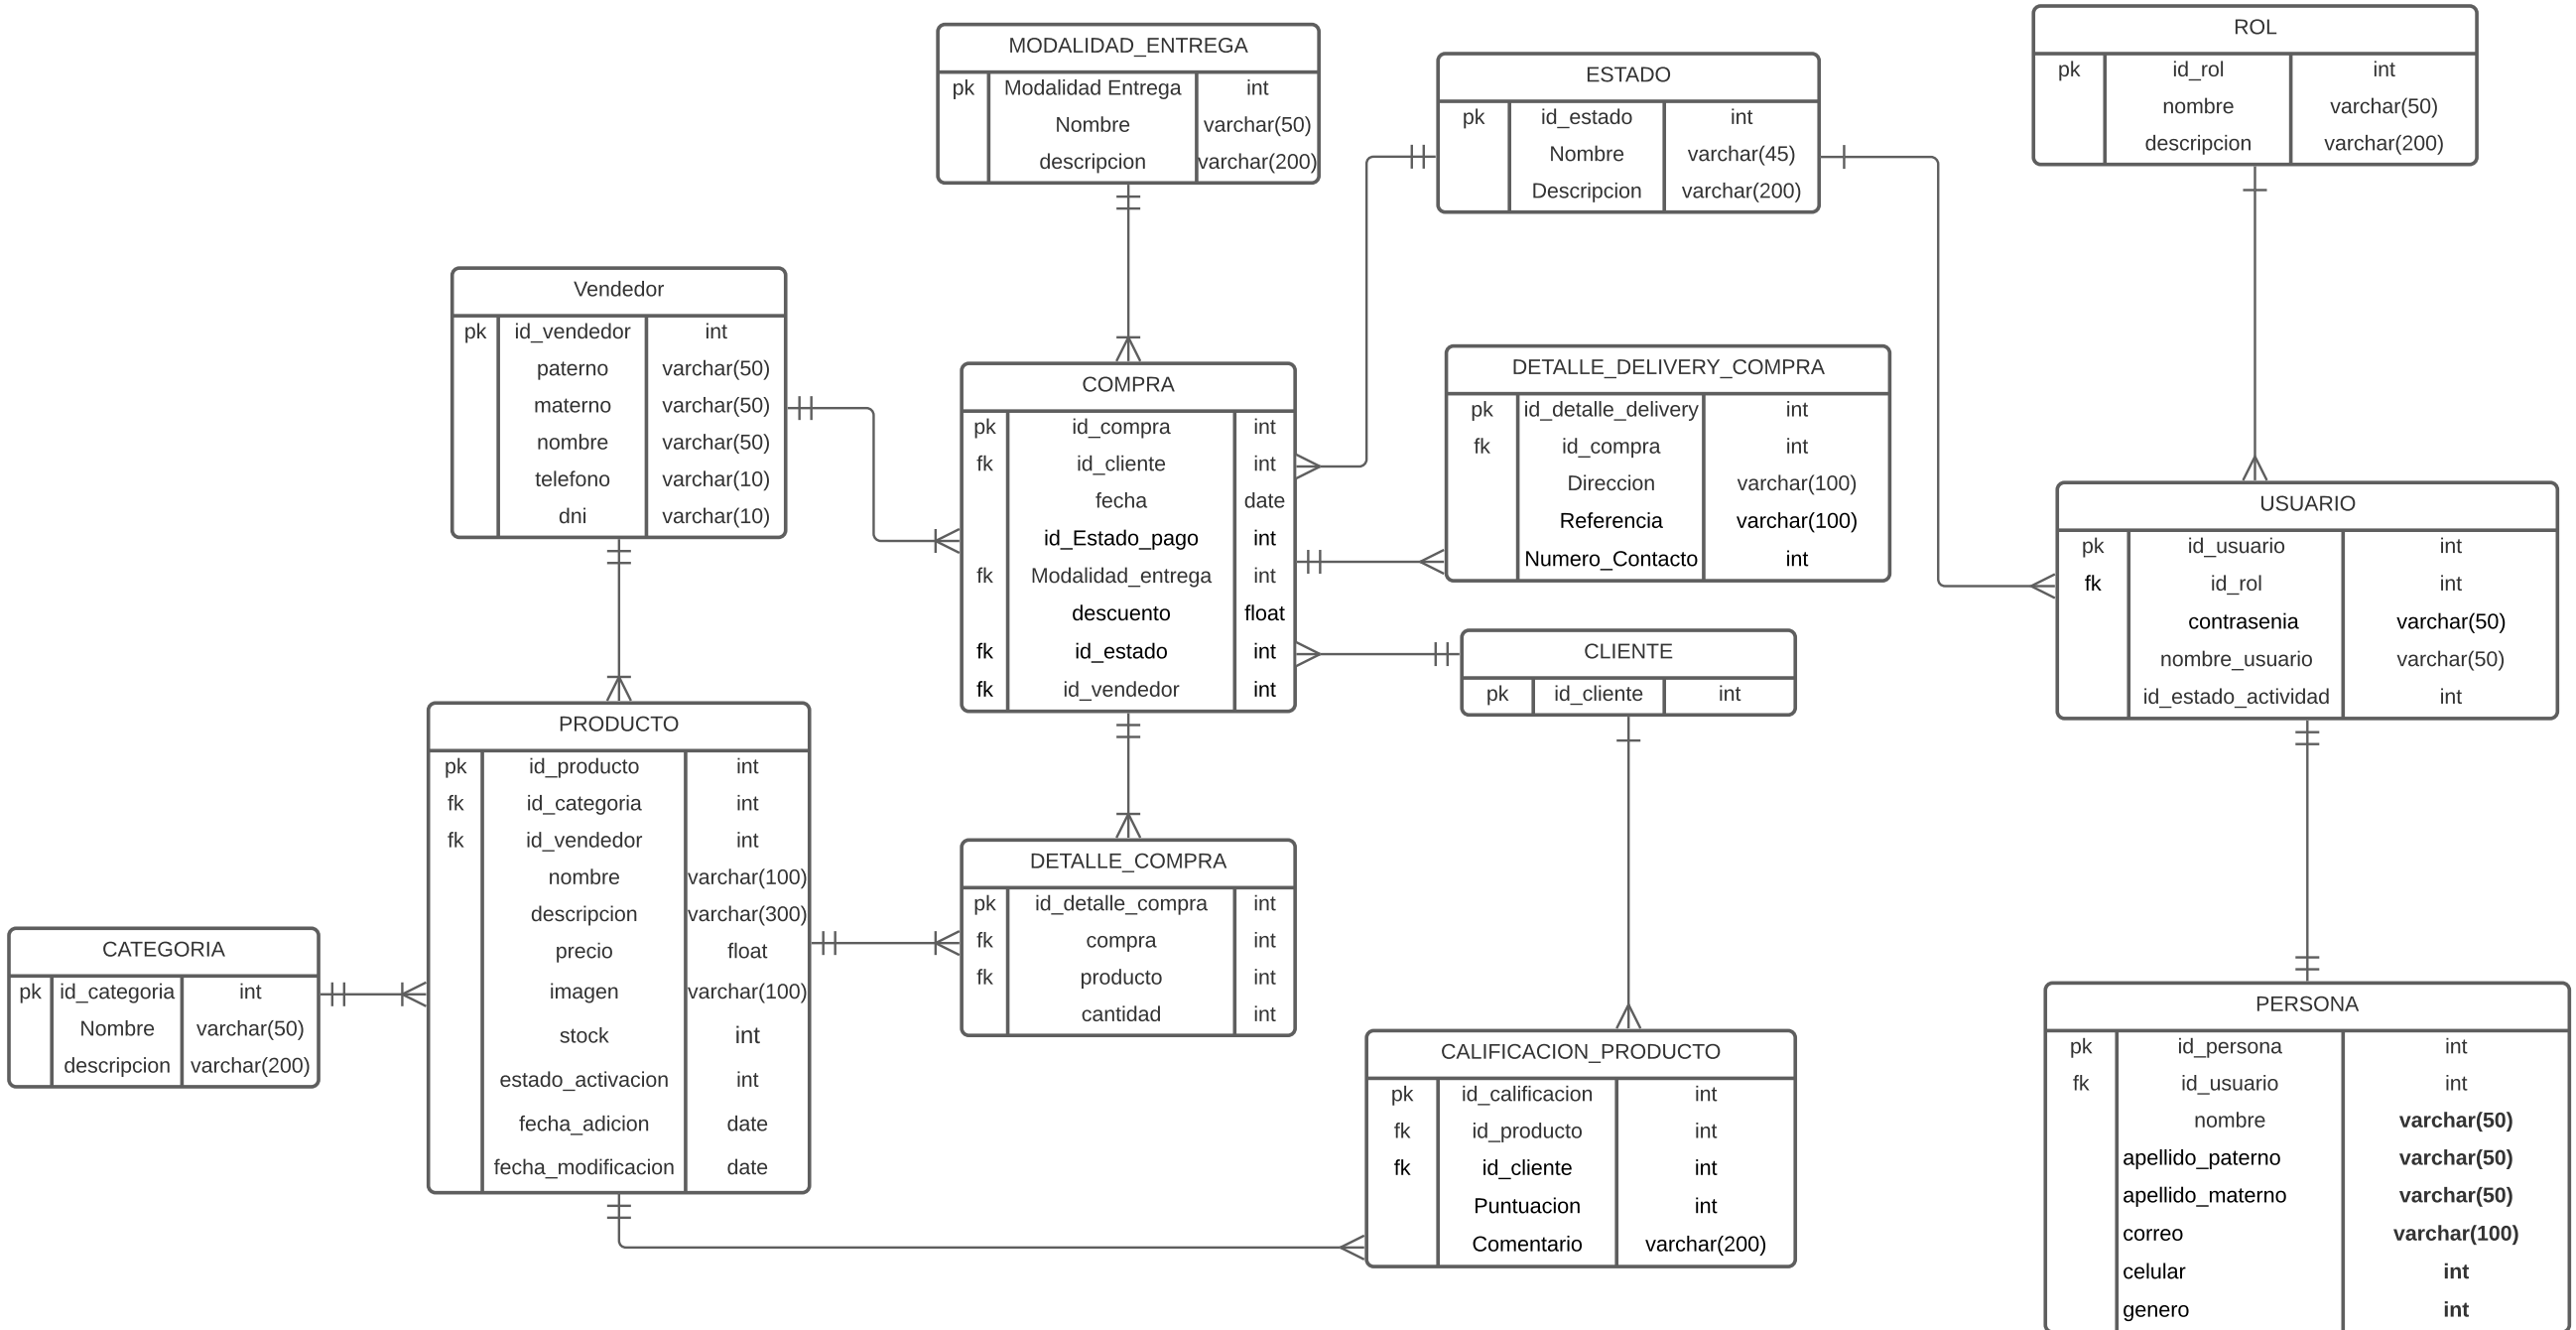 MODALIDAD_ENTREGA
pk Modalidad Entrega int
Nombre varchar(50)
descripcion varchar(200)
ESTADO
pk id_estado int
Nombre varchar(45)
Descripcion varchar(200)
ROL
pk id_rol int
nombre varchar(50)
descripcion varchar(200)
Vendedor
pk id_vendedor int
paterno varchar(50)
materno varchar(50)
nombre varchar(50)
telefono varchar(10)
dni varchar(10)
COMPRA
pk id_compra int
fk id_cliente int
fecha date
id_Estado_pago int
fk Modalidad_entrega int
descuento float
fk id_estado int
fk id_vendedor int
DETALLE_DELIVERY_COMPRA
pk id_detalle_delivery int
fk id_compra int
Direccion varchar(100)
Referencia varchar(100)
Numero_Contacto int
USUARIO
pk id_usuario int
fk id_rol int
contrasenia varchar(50)
nombre_usuario varchar(50)
id_estado_actividad int
CLIENTE
pk id_cliente int
PRODUCTO
pk id_producto int
fk id_categoria int
fk id_vendedor int
nombre varchar(100)
descripcion varchar(300)
precio float
imagen varchar(100)
stock int
estado_activacion int
fecha_adicion date
fecha_modificacion date
DETALLE_COMPRA
pk id_detalle_compra int
fk compra int
fk producto int
cantidad int
CATEGORIA
pk id_categoria int
Nombre varchar(50)
descripcion varchar(200)
CALIFICACION_PRODUCTO
pk id_calificacion int
fk id_producto int
fk id_cliente int
Puntuacion int
Comentario varchar(200)
PERSONA
pk id_persona int
fk id_usuario int
nombre varchar(50)
apellido_paterno varchar(50)
apellido_materno varchar(50)
correo varchar(100)
celular int
genero int